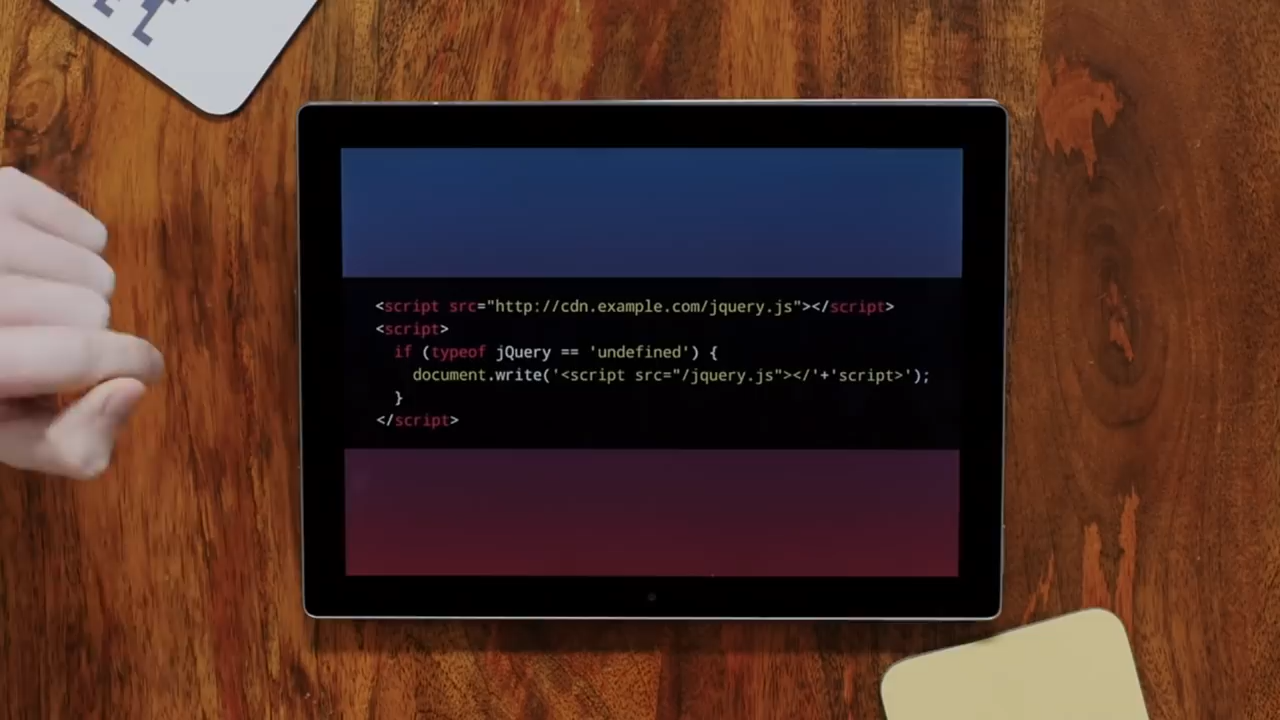 <script src="http://cdn.example.com/jquery.js"></script>
<script>
if (typeof jQuery == 'undefined') {
document.write('<script src="/jquery.js"></'+'script>');
}
</script>